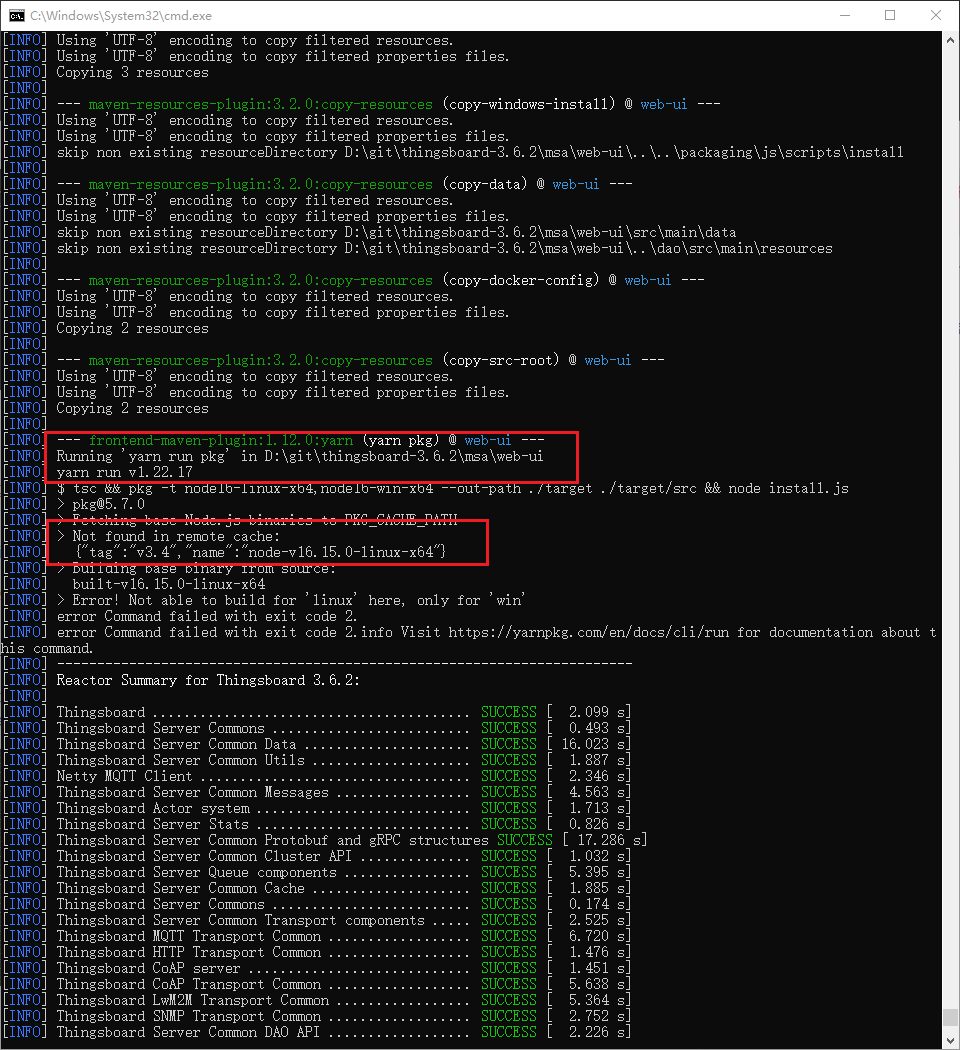 C:\Windows\System32\cmd.exe
[INFO] Using 'UTF-8' encoding to copy filtered resources.
[INFO] Using 'UTF-8' encoding to copy filtered properties files.
[INFO] Copying 3 resources
[INFO]
[INFO] --- maven-resources-plugin:3.2.0:copy-resources (copy-windows-install) @ web-ui ---
[INFO] Using 'UTF-8' encoding to copy filtered resources.
[INFO] Using 'UTF-8' encoding to copy filtered properties files.
[INFO] skip non existing resourceDirectory D:\git\thingsboard-3.6.2\msa\web-ui\..\..\packaging\js\scripts\install
[INFO]
[INFO] --- maven-resources-plugin:3.2.0:copy-resources (copy-data) @ web-ui ---
[INFO] Using 'UTF-8' encoding to copy filtered resources.
[INFO] Using 'UTF-8' encoding to copy filtered properties files.
[INFO] skip non existing resourceDirectory D:\git\thingsboard-3.6.2\msa\web-ui\src\main\data
[INFO] skip non existing resourceDirectory D:\git\thingsboard-3.6.2\msa\web-ui\..\dao\src\main\resources
[INFO]
[INFO] --- maven-resources-plugin:3.2.0:copy-resources (copy-docker-config) @ web-ui ---
[INFO] Using 'UTF-8' encoding to copy filtered resources.
[INFO] Using 'UTF-8' encoding to copy filtered properties files.
[INFO] Copying 2 resources
[INFO]
[INFO] --- maven-resources-plugin:3.2.0:copy-resources (copy-src-root) @ web-ui ---
[INFO] Using 'UTF-8' encoding to copy filtered resources.
[INFO] Using 'UTF-8' encoding to copy filtered properties files.
[INFO] Copying 2 resources
[INFO]
[INFO] --- frontend-maven-plugin:1.12.0:yarn (yarn pkg) @ web-ui ---
[INFO] Running 'yarn run pkg' in D:\git\thingsboard-3.6.2\msa\web-ui
[INFO] yarn run v1.22.17
[INFO] $ tsc && pkg -t node16-linux-x64,node16-win-x64 --out-path ./target ./target/src && node install.js
[INFO] > pkg@5.7.0
[INFO] > Fetching base Node.js binaries to PKG_CACHE_PATH
[INFO] > Not found in remote cache:
[INFO]   {"tag":"v3.4","name":"node-v16.15.0-linux-x64"}
[INFO] > Building base binary from source:
[INFO]   built-v16.15.0-linux-x64
[INFO] > Error! Not able to build for 'linux' here, only for 'win'
[INFO] error Command failed with exit code 2.
[INFO] error Command failed with exit code 2.info Visit https://yarnpkg.com/en/docs/cli/run for documentation about t
his command.
[INFO] ------------------------------------------------------------------------
[INFO] Reactor Summary for Thingsboard 3.6.2:
[INFO]
[INFO] Thingsboard ........................................ SUCCESS [  2.099 s]
[INFO] Thingsboard Server Commons ......................... SUCCESS [  0.493 s]
[INFO] Thingsboard Server Common Data ..................... SUCCESS [ 16.023 s]
[INFO] Thingsboard Server Common Utils .................... SUCCESS [  1.887 s]
[INFO] Netty MQTT Client .................................. SUCCESS [  2.346 s]
[INFO] Thingsboard Server Common Messages ................. SUCCESS [  4.563 s]
[INFO] Thingsboard Actor system ........................... SUCCESS [  1.713 s]
[INFO] Thingsboard Server Stats ........................... SUCCESS [  0.826 s]
[INFO] Thingsboard Server Common Protobuf and gRPC structures SUCCESS [ 17.286 s]
[INFO] Thingsboard Server Common Cluster API .............. SUCCESS [  1.032 s]
[INFO] Thingsboard Server Queue components ................ SUCCESS [  5.395 s]
[INFO] Thingsboard Server Common Cache .................... SUCCESS [  1.885 s]
[INFO] Thingsboard Server Commons ......................... SUCCESS [  0.174 s]
[INFO] Thingsboard Server Common Transport components ..... SUCCESS [  2.525 s]
[INFO] Thingsboard MQTT Transport Common .................. SUCCESS [  6.720 s]
[INFO] Thingsboard HTTP Transport Common .................. SUCCESS [  1.476 s]
[INFO] Thingsboard CoAP server ............................ SUCCESS [  1.451 s]
[INFO] Thingsboard CoAP Transport Common .................. SUCCESS [  5.638 s]
[INFO] Thingsboard LwM2M Transport Common ................. SUCCESS [  5.364 s]
[INFO] Thingsboard SNMP Transport Common .................. SUCCESS [  2.752 s]
[INFO] Thingsboard Server Common DAO API .................. SUCCESS [  2.226 s]